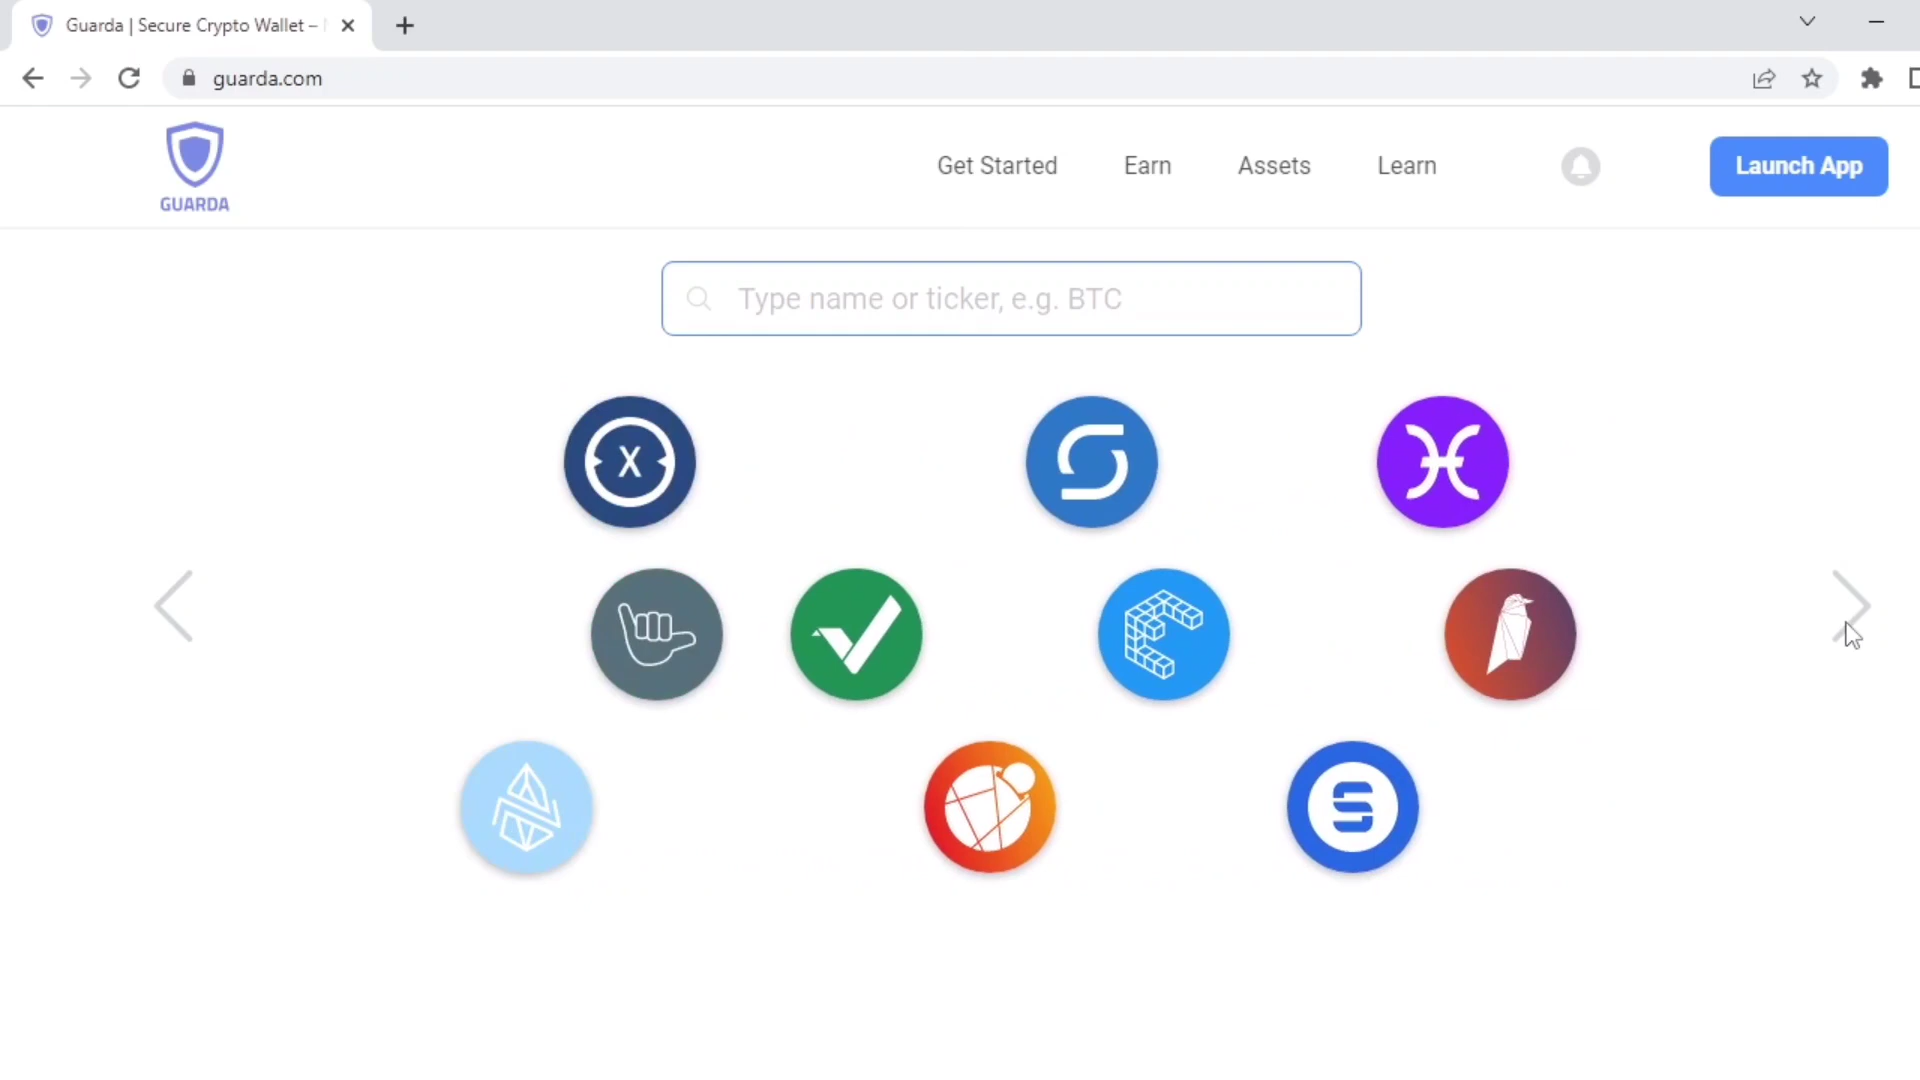 Guarda | Secure Crypto Wallet –
guarda.com
GUARDA
Get Started
Earn
Assets
Learn
Launch App
Type name or ticker, e.g. BTC
X